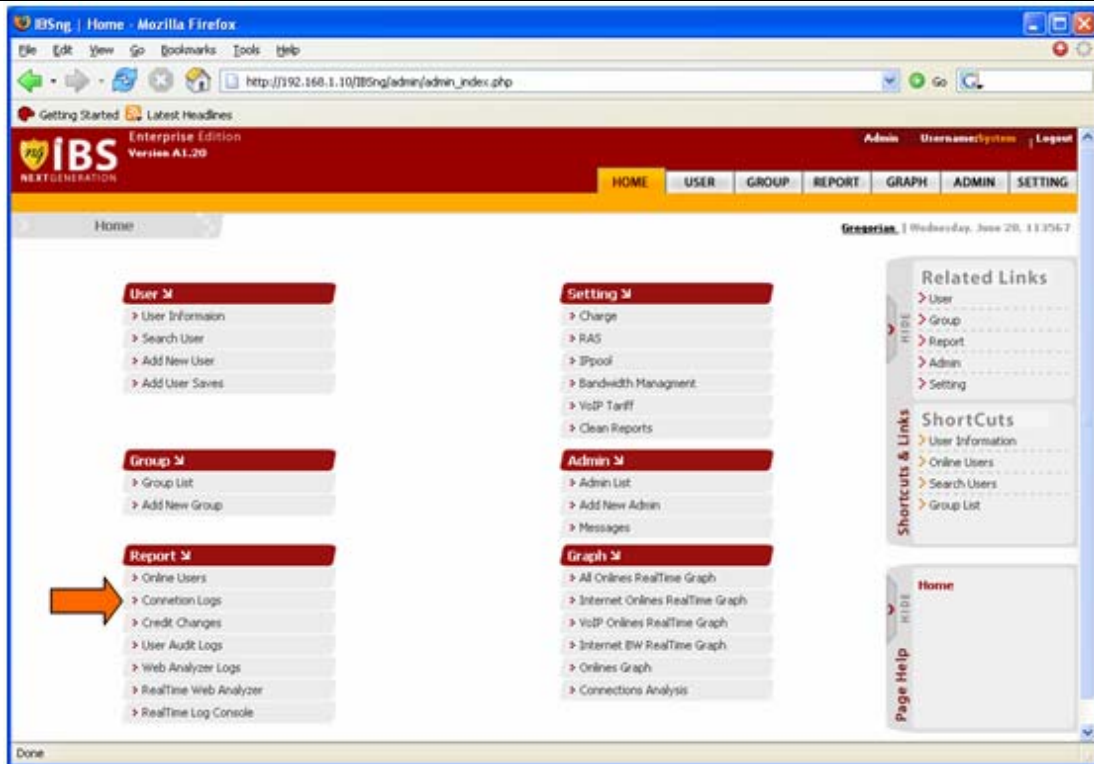 IBSng | Home - Mozilla Firefox
File Edit View Go Bookmarks Tools Help
http://192.168.1.10/IBSng/admin/admin_index.php
Go
Getting Started Latest Headlines
ng iBS
NEXTGENERATION
Enterprise Edition
Version A1.20
Admin Username:System | Logout
HOME USER GROUP REPORT GRAPH ADMIN SETTING
Home
Gregorian | Wednesday, June 28, 113567
User
User Informaion
Search User
Add New User
Add User Saves
Group
Group List
Add New Group
Report
Online Users
Connetion Logs
Credit Changes
User Audit Logs
Web Analyzer Logs
RealTime Web Analyzer
RealTime Log Console
Setting
Charge
RAS
IPpool
Bandwidth Managment
VoIP Tariff
Clean Reports
Admin
Admin List
Add New Admin
Messages
Graph
All Onlines RealTime Graph
Internet Onlines RealTime Graph
VoIP Onlines RealTime Graph
Internet BW RealTime Graph
Onlines Graph
Connections Analysis
HIDE
Shortcuts & Links
Related Links
User
Group
Report
Admin
Setting
ShortCuts
User Information
Online Users
Search Users
Group List
HIDE
Page Help
Home
Done